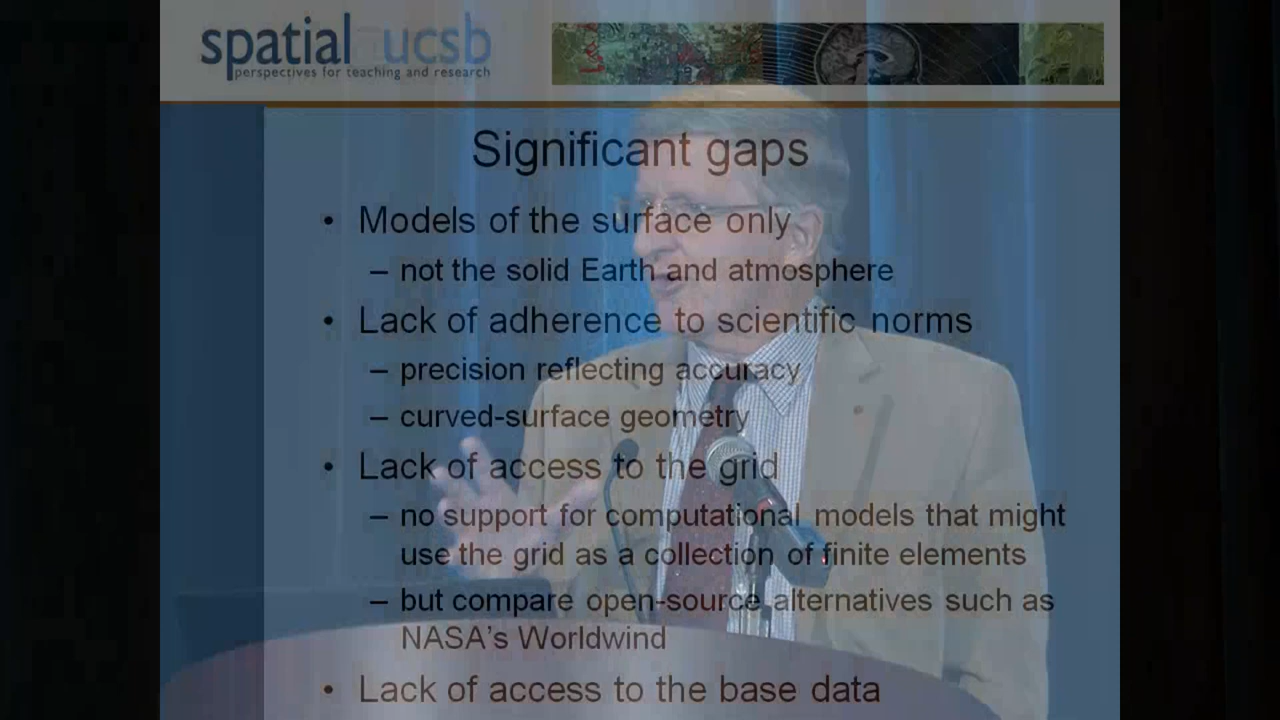 spatial ucsb
perspectives for teaching and research
Significant gaps
• Models of the surface only
– not the solid Earth and atmosphere
• Lack of adherence to scientific norms
– precision reflecting accuracy
– curved-surface geometry
• Lack of access to the grid
– no support for computational models that might
use the grid as a collection of finite elements
– but compare open-source alternatives such as
NASA's Worldwind
• Lack of access to the base data